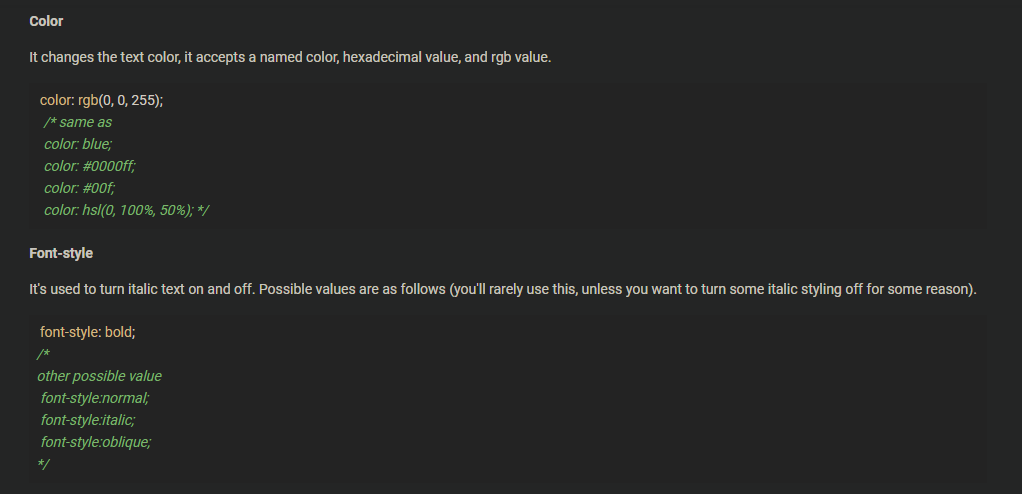 Color
It changes the text color, it accepts a named color, hexadecimal value, and rgb value.
color: rgb(0, 0, 255);
/* same as
color: blue;
color: #0000ff;
color: #00f;
color: hsl(0, 100%, 50%); */
Font-style
It's used to turn italic text on and off. Possible values are as follows (you'll rarely use this, unless you want to turn some italic styling off for some reason).
font-style: bold;
/*
other possible value
font-style:normal;
font-style:italic;
font-style:oblique;
*/